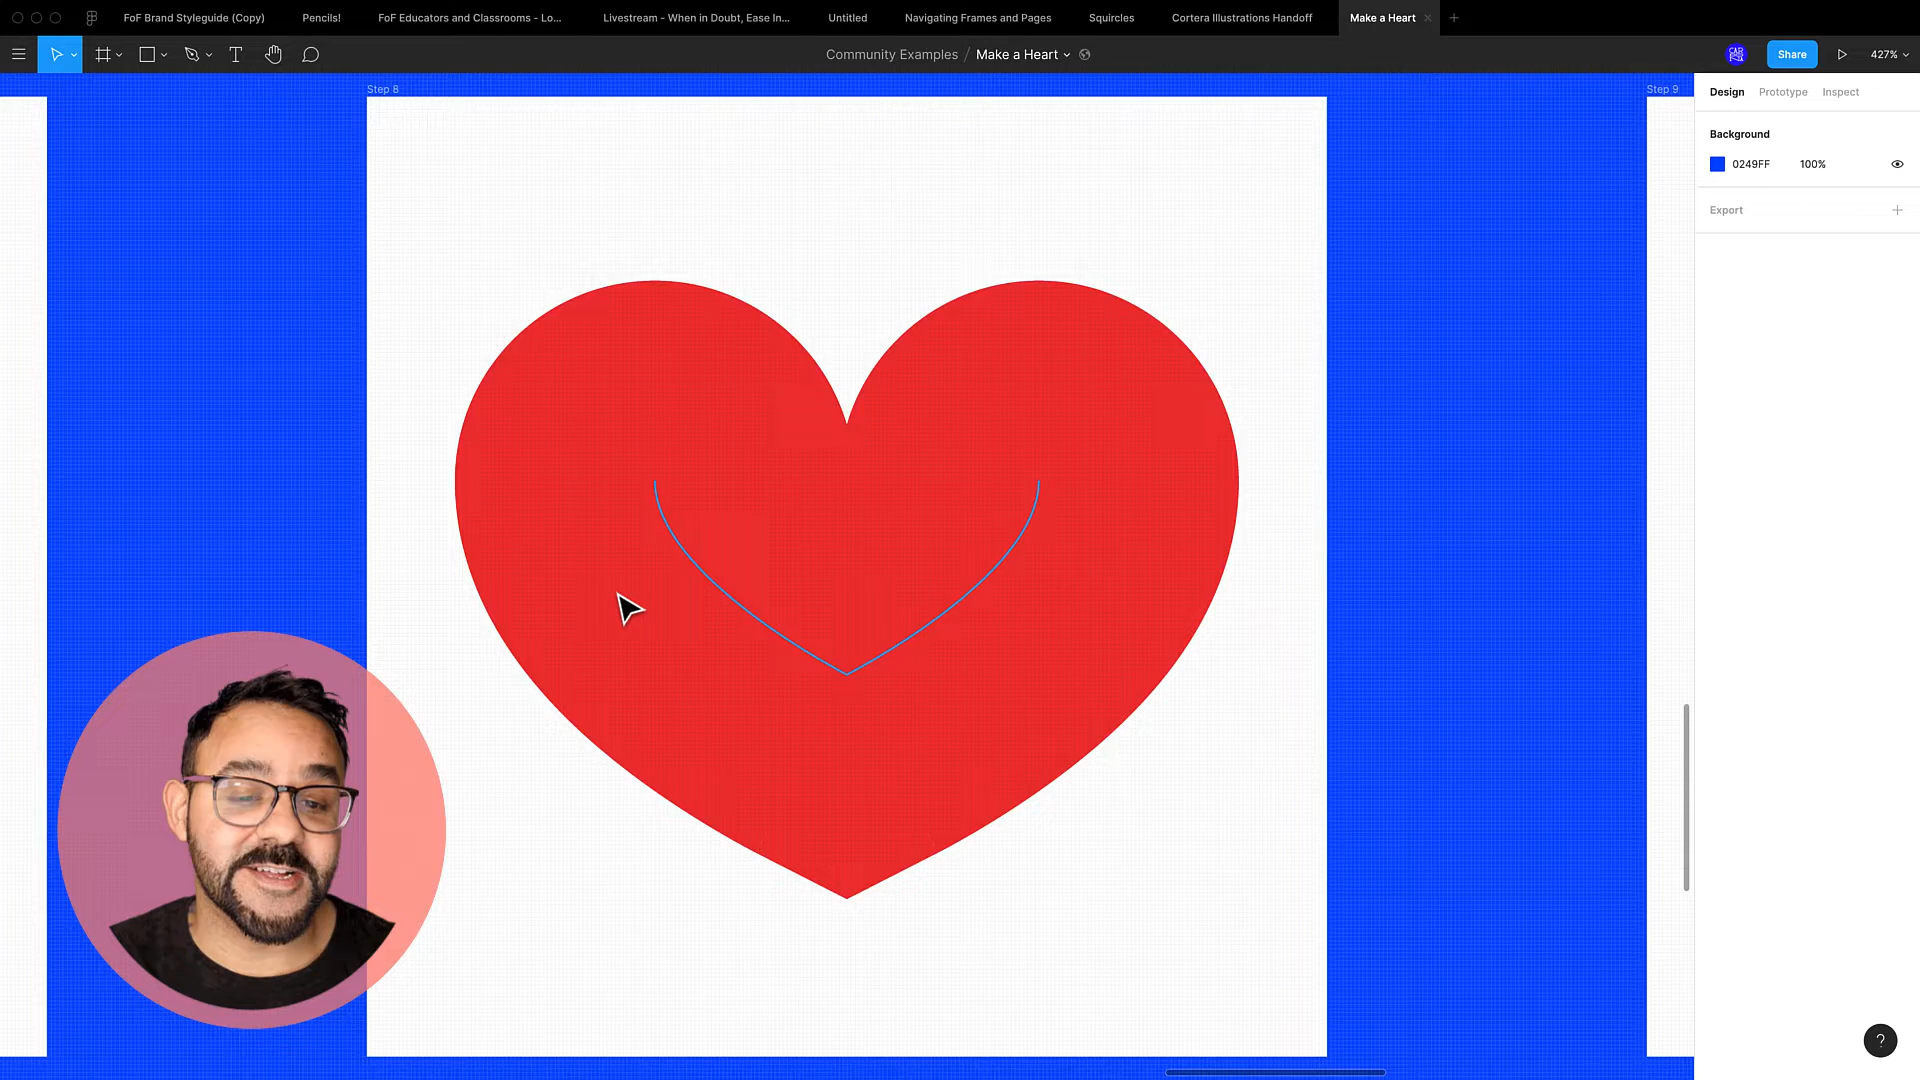 FoF Brand Styleguide (Copy) Pencils! FoF Educators and Classrooms - Lo... Livestream - When in Doubt, Ease In... Untitled Navigating Frames and Pages Squircles Cortera Illustrations Handoff Make a Heart
Community Examples / Make a Heart
Share
427%
Step 8
Step 9
Design Prototype Inspect
Background
0249FF 100%
Export
?